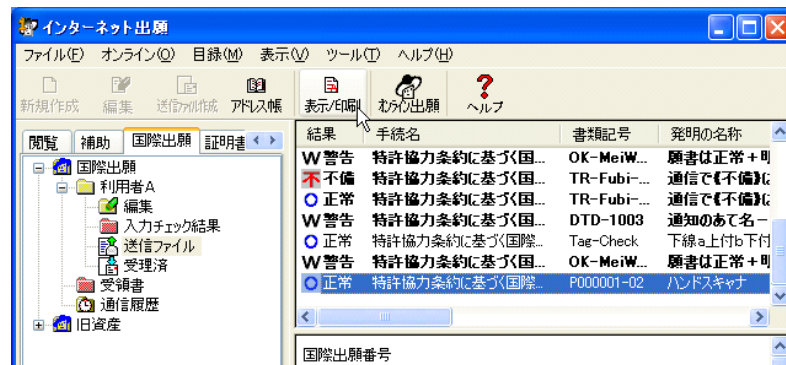 インターネット出願
ファイル(F) オンライン(O) 目録(M) 表示(V) ツール(T) ヘルプ(H)
新規作成 編集 送信ファイル作成 アドレス帳 表示/印刷 オンライン出願 ヘルプ
閲覧 補助 国際出願 証明書
国際出願
利用者A
編集
入力チェック結果
送信ファイル
受理済
受領書
通信履歴
旧資産
結果 手続名 書類記号 発明の名称
W警告 特許協力条約に基づく国... OK-MeiW... 願書は正常+明
不備 特許協力条約に基づく国... TR-Fubi-... 通信で【不備】に
正常 特許協力条約に基づく国... TR-Fubi-... 通信で【不備】に
W警告 特許協力条約に基づく国... DTD-1003 通知のあて名-
正常 特許協力条約に基づく国際... Tag-Check 下線a上付b下付
W警告 特許協力条約に基づく国... OK-MeiW... 願書は正常+明
正常 特許協力条約に基づく国際... P000001-02 ハンドスキャナ
国際出願番号